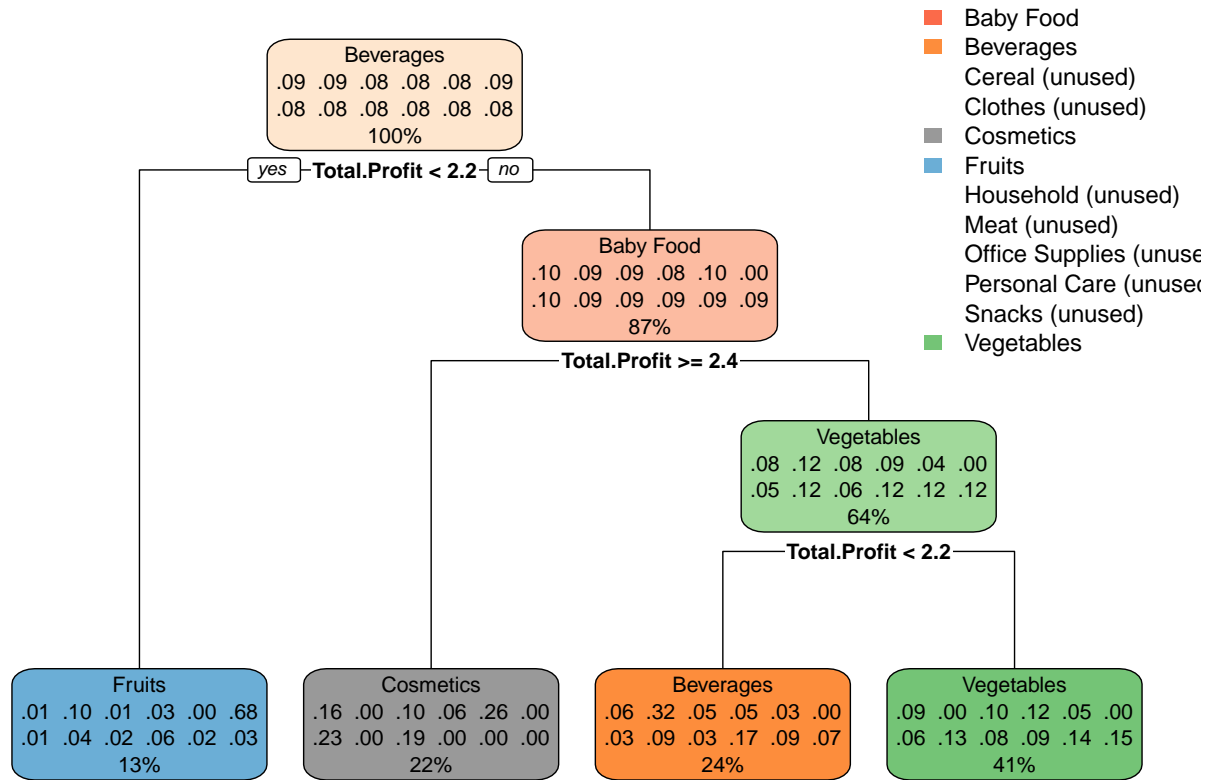 Beverages
.09 .09 .08 .08 .08 .09
.08 .08 .08 .08 .08 .08
100%
yes Total.Profit < 2.2 no
Baby Food
.10 .09 .09 .08 .10 .00
.10 .09 .09 .09 .09 .09
87%
Total.Profit >= 2.4
Vegetables
.08 .12 .08 .09 .04 .00
.05 .12 .06 .12 .12 .12
64%
Total.Profit < 2.2
Fruits
.01 .10 .01 .03 .00 .68
.01 .04 .02 .06 .02 .03
13%
Cosmetics
.16 .00 .10 .06 .26 .00
.23 .00 .19 .00 .00 .00
22%
Beverages
.06 .32 .05 .05 .03 .00
.03 .09 .03 .17 .09 .07
24%
Vegetables
.09 .00 .10 .12 .05 .00
.06 .13 .08 .09 .14 .15
41%
Baby Food
Beverages
Cereal (unused)
Clothes (unused)
Cosmetics
Fruits
Household (unused)
Meat (unused)
Office Supplies (unuse
Personal Care (unused
Snacks (unused)
Vegetables